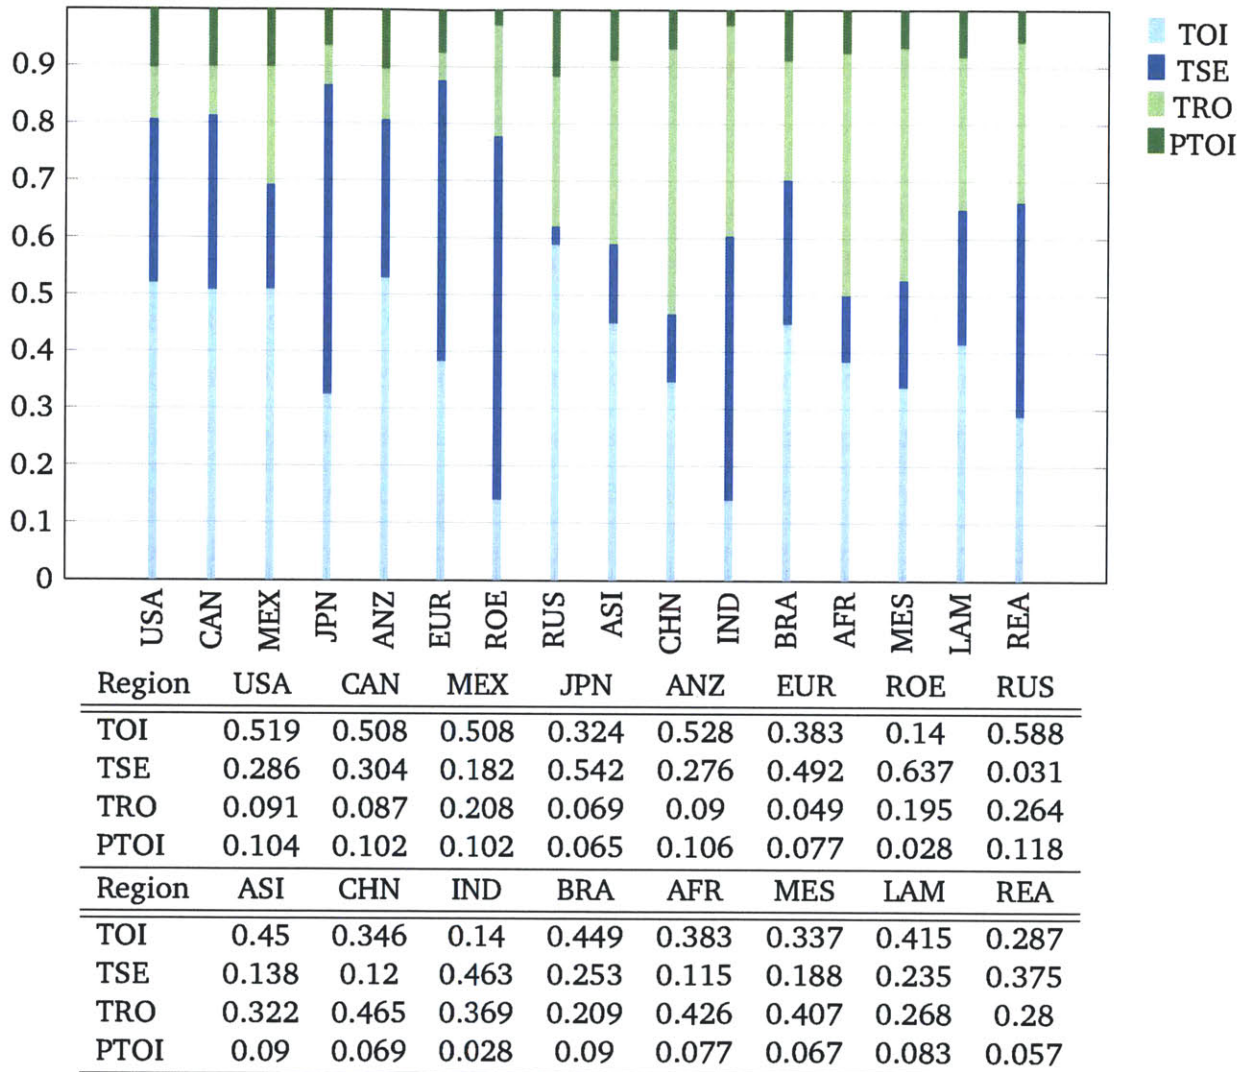 0.9
0.8
0.7
0.6
0.5
0.4
0.3
0.2
0.1
0
USA CAN MEX JPN ANZ EUR ROE RUS ASI CHN IND BRA AFR MES LAM REA
TOI
TSE
TRO
PTOI
Region USA CAN MEX JPN ANZ EUR ROE RUS
TOI 0.519 0.508 0.508 0.324 0.528 0.383 0.14 0.588
TSE 0.286 0.304 0.182 0.542 0.276 0.492 0.637 0.031
TRO 0.091 0.087 0.208 0.069 0.09 0.049 0.195 0.264
PTOI 0.104 0.102 0.102 0.065 0.106 0.077 0.028 0.118
Region ASI CHN IND BRA AFR MES LAM REA
TOI 0.45 0.346 0.14 0.449 0.383 0.337 0.415 0.287
TSE 0.138 0.12 0.463 0.253 0.115 0.188 0.235 0.375
TRO 0.322 0.465 0.369 0.209 0.426 0.407 0.268 0.28
PTOI 0.09 0.069 0.028 0.09 0.077 0.067 0.083 0.057